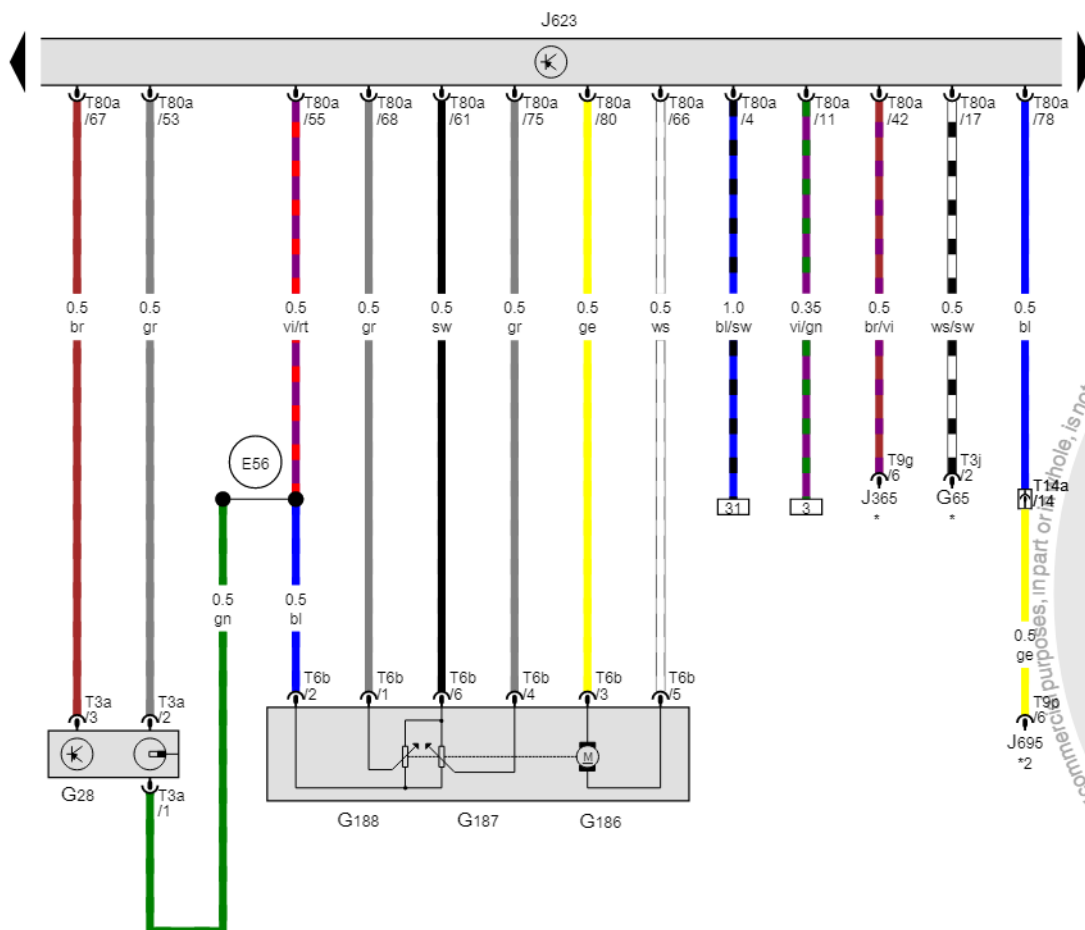 J623
T80a T80a T80a T80a T80a T80a T80a T80a T80a T80a T80a T80a T80a
/67 /53 /55 /68 /61 /75 /80 /66 /4 /11 /42 /17 /78
0.5 0.5 0.5 0.5 0.5 0.5 0.5 0.5 1.0 0.35 0.5 0.5 0.5
br gr vi/rt gr sw gr ge ws bl/sw vi/gn br/vi ws/sw bl
E56
T9g T3j
/6 /2
T14a
/14
31 3 J365 G65
* *
0.5 0.5
gn bl
0.5
ge
T6b T6b T6b T6b T6b T6b
/2 /1 /6 /4 /3 /5
T3a T3a
/3 /2
T9p
/6
J695
*2
M
G28
T3a
/1
G188 G187 G186
commercial purposes, in part or in whole, is not